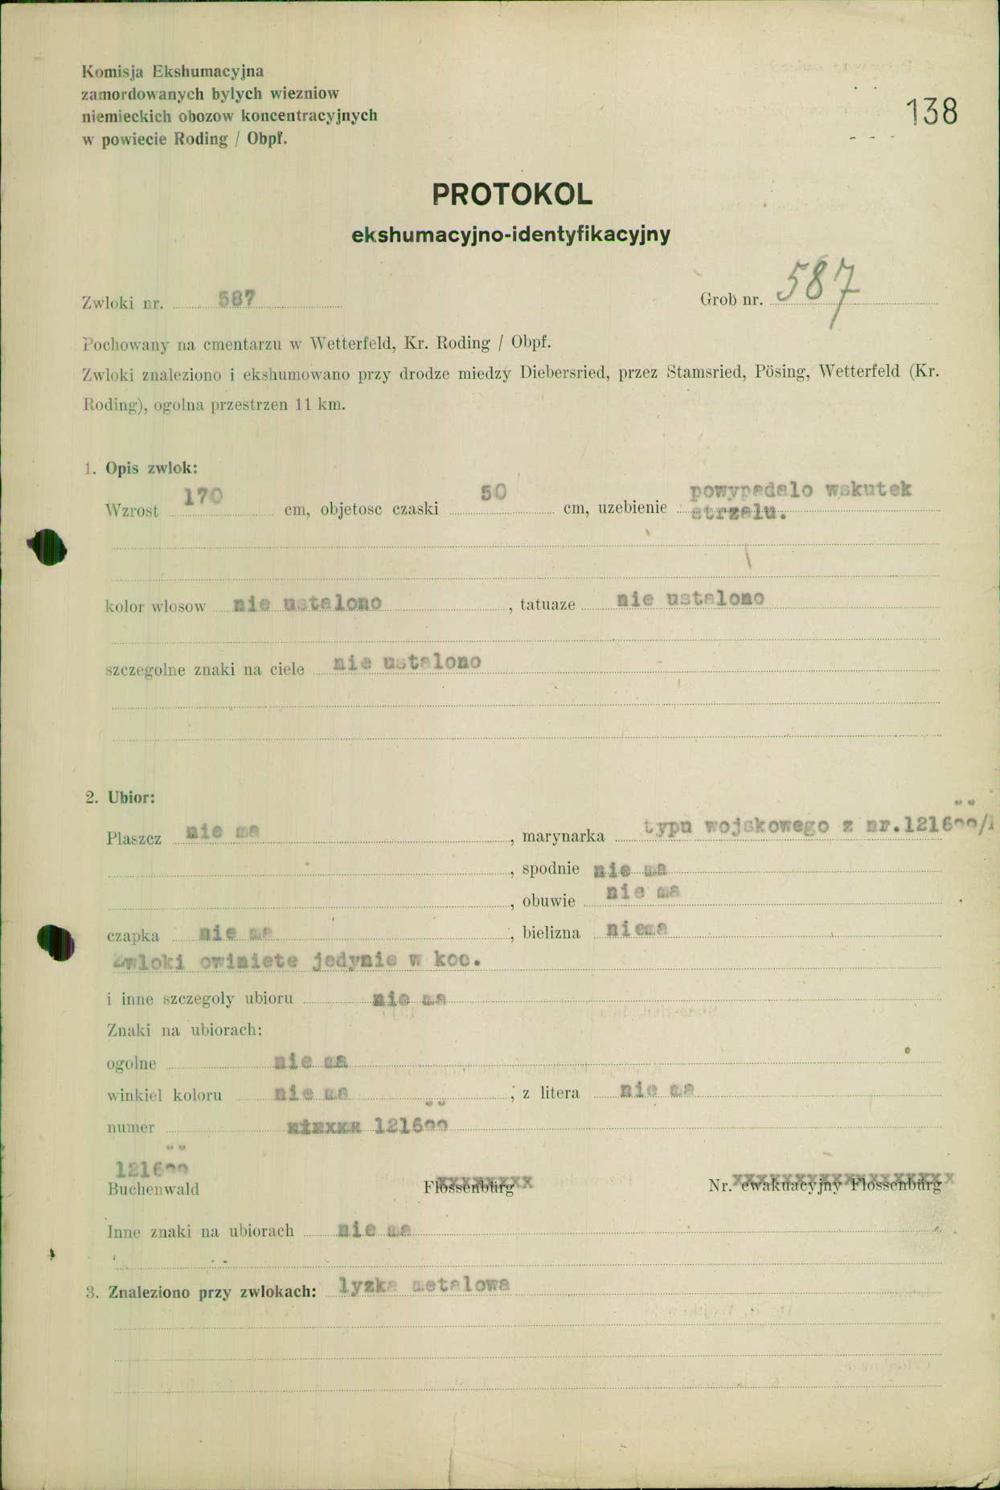 Komisja Ekshumacyjna
zamordowanych bylych wiezniow
niemieckich obozow koncentracyjnych
w powiecie Roding / Obpf.
138
PROTOKOL
ekshumacyjno-identyfikacyjny
Zwloki nr. 587 Grob nr. 587
Pochowany na cmentarzu w Wetterfeld, Kr. Roding / Obpf.
Zwloki znaleziono i ekshumowano przy drodze miedzy Diebersried, przez Stamsried, Pösing, Wetterfeld (Kr.
Roding), ogolna przestrzen 11 km.
1. Opis zwlok:
Wzrost 170 cm, objetosc czaski 50 cm, uzebienie powypadalo wskutek
strzalu.
kolor wlosow nie ustalono , tatuaze nie ustalono
szczegolne znaki na ciele nie ustalono
2. Ubior:
Plaszcz nie ma , marynarka typu wojskowego z nr.1216
, spodnie nie ma
, obuwie nie ma
czapka nie ma , bielizna niema
Zwloki owiniete jedynie w koc.
i inne szczegoly ubioru nie ma
Znaki na ubiorach:
ogolne nie ma
winkiel koloru nie ma ; z litera nie ma
numer 1216
1216
Buchenwald Flossenbürg Nr. ewakuacyjny Flossenbürg
Inne znaki na ubiorach nie ma
3. Znaleziono przy zwlokach: lyzka metalowa